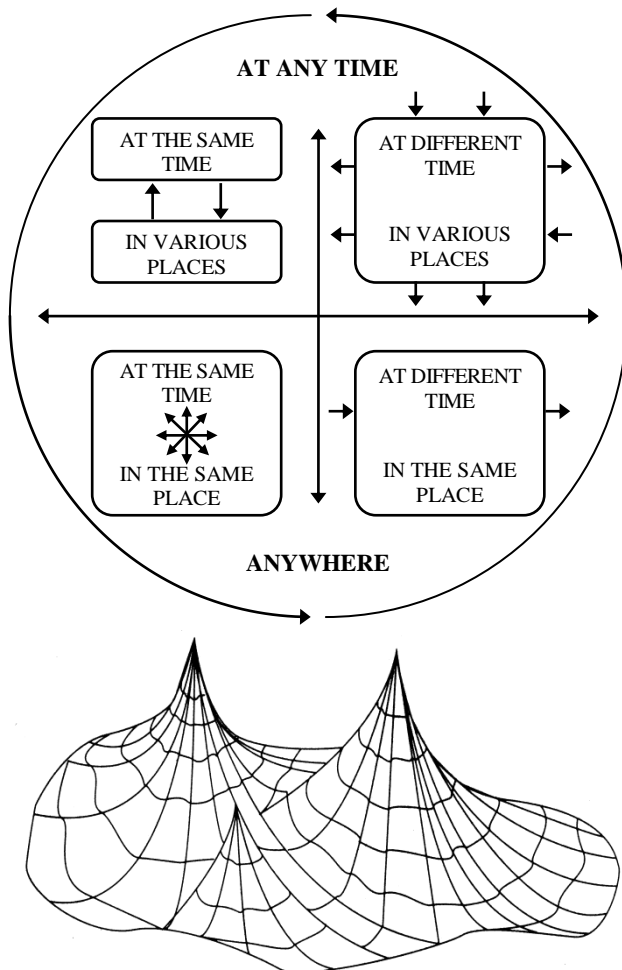 AT ANY TIME
AT THE SAME
TIME
IN VARIOUS
PLACES
AT DIFFERENT
TIME
IN VARIOUS
PLACES
AT THE SAME
TIME
IN THE SAME
PLACE
AT DIFFERENT
TIME
IN THE SAME
PLACE
ANYWHERE